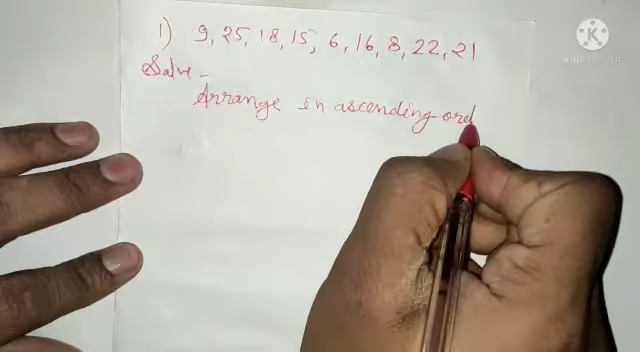 1) 9, 25, 18, 15, 6, 16, 8, 22, 21
Solve -
Arrange in ascending ord
K